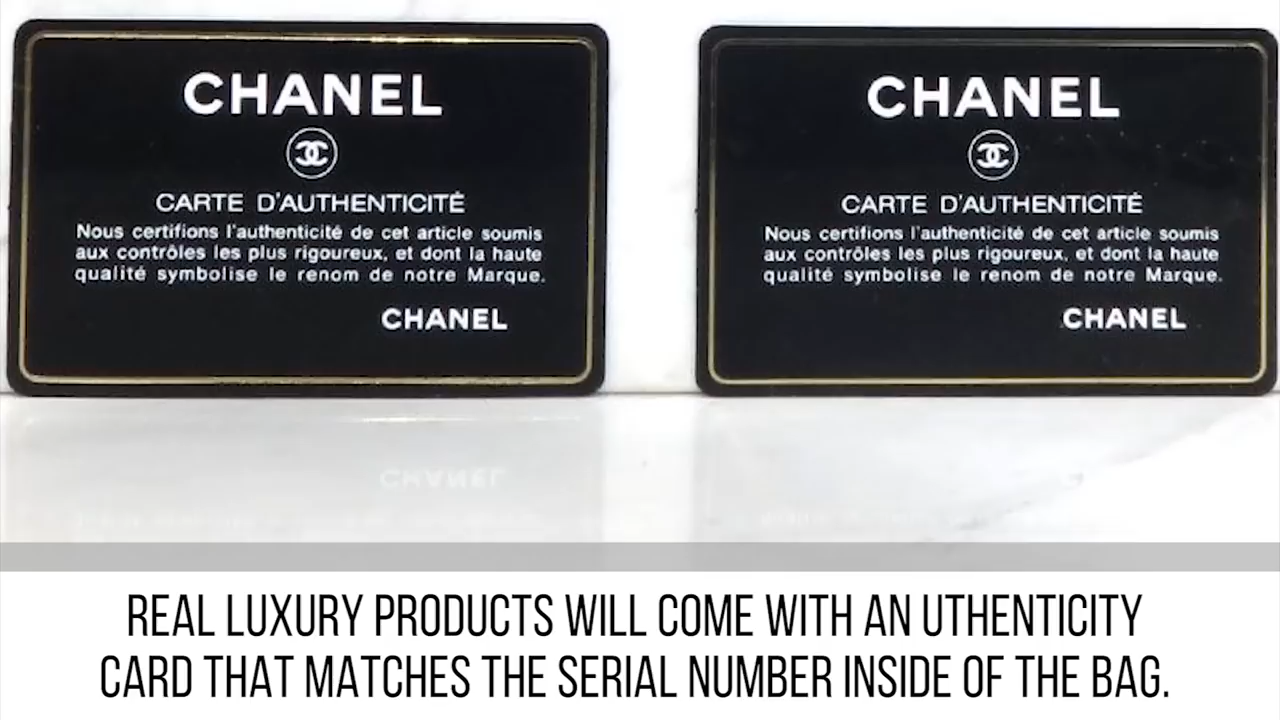 CHANEL
CARTE D'AUTHENTICITÉ
Nous certifions l'authenticité de cet article soumis
aux contrôles les plus rigoureux, et dont la haute
qualité symbolise le renom de notre Marque.
CHANEL
CHANEL
CARTE D'AUTHENTICITÉ
Nous certifions l'authenticité de cet article soumis
aux contrôles les plus rigoureux, et dont la haute
qualité symbolise le renom de notre Marque.
CHANEL
REAL LUXURY PRODUCTS WILL COME WITH AN UTHENTICITY
CARD THAT MATCHES THE SERIAL NUMBER INSIDE OF THE BAG.